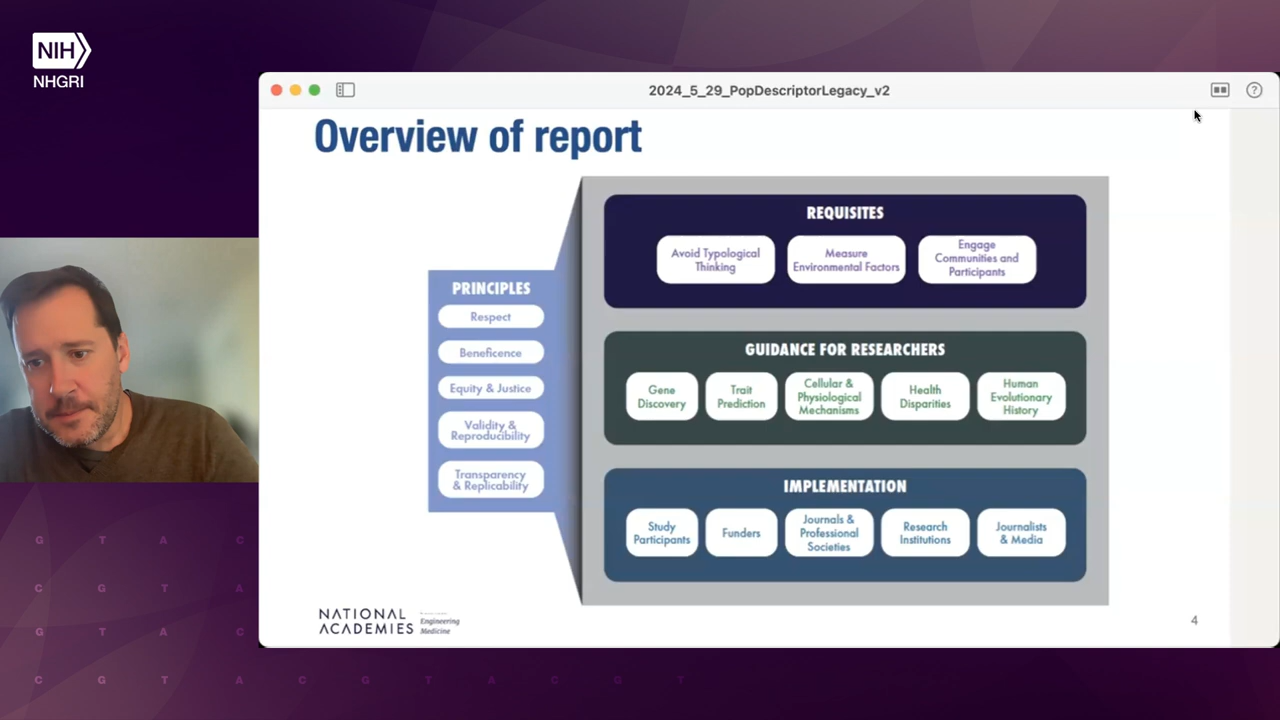 NIH
NHGRI
2024_5_29_PopDescriptorLegacy_v2
?
Overview of report
PRINCIPLES
Respect
Beneficence
Equity & Justice
Validity &
Reproducibility
Transparency
& Replicability
REQUISITES
Avoid Typological
Thinking
Measure
Environmental Factors
Engage
Communities and
Participants
GUIDANCE FOR RESEARCHERS
Gene
Discovery
Trait
Prediction
Cellular &
Physiological
Mechanisms
Health
Disparities
Human
Evolutionary
History
IMPLEMENTATION
Study
Participants
Funders
Journals &
Professional
Societies
Research
Institutions
Journalists
& Media
NATIONAL
ACADEMIES
Engineering
Medicine
4
G T A C
C G T A
G T A C
C G T A C G T A C G T